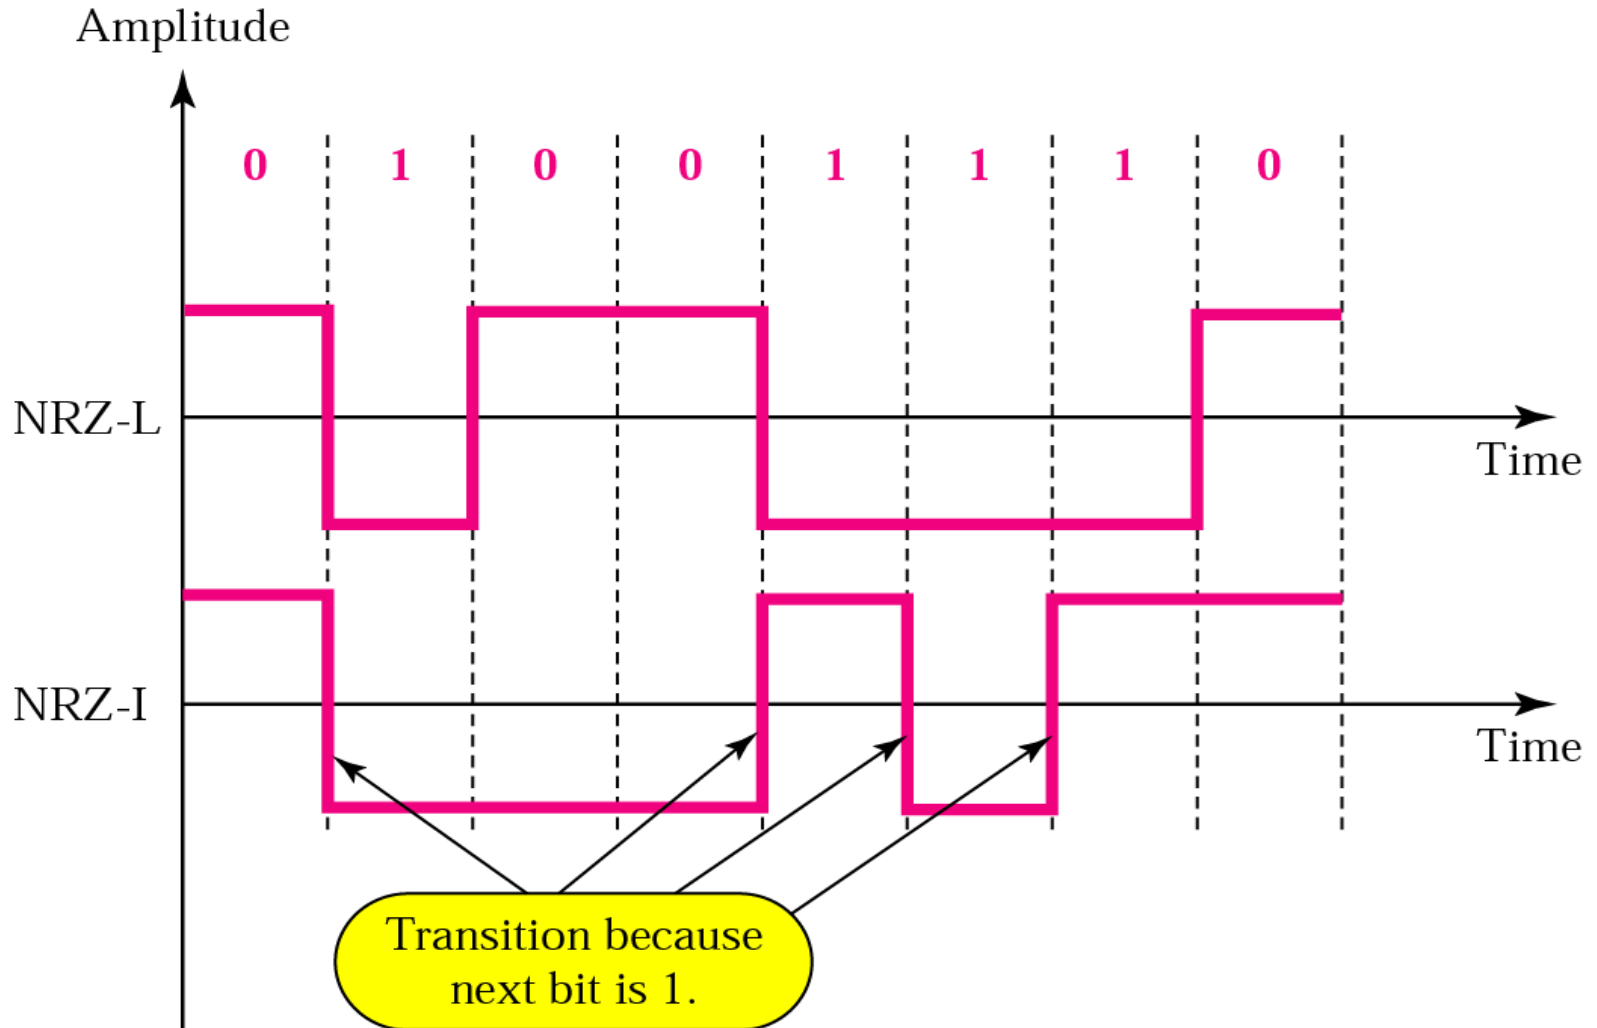 Amplitude
0 1 0 0 1 1 1 0
NRZ-L
Time
NRZ-I
Time
Transition because
next bit is 1.